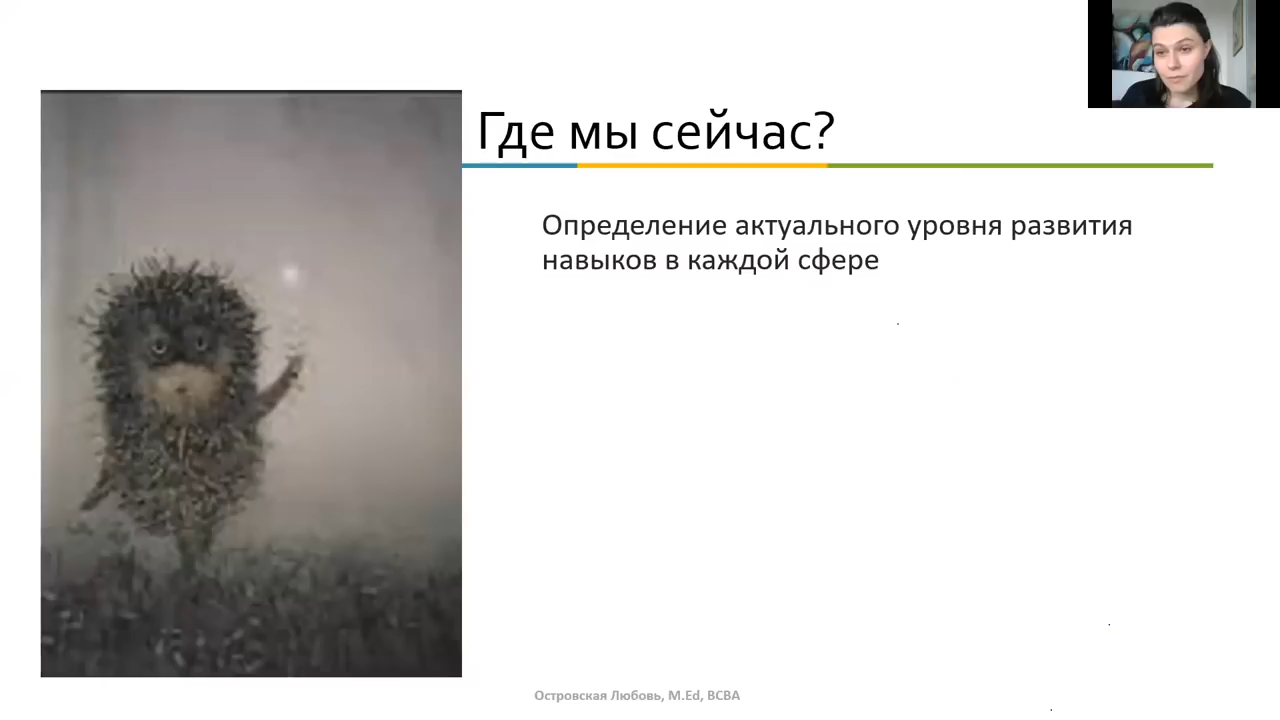 Где мы сейчас?
Определение актуального уровня развития
навыков в каждой сфере
Островская Любовь, M.Ed, BCBA